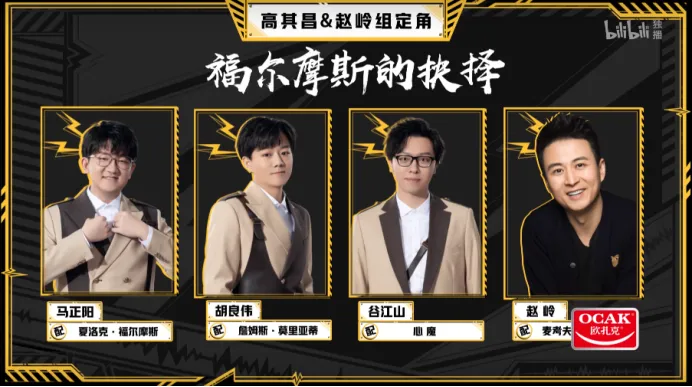 高其昌&赵岭组定角
bilibili 独播
福尔摩斯的抉择
马正阳
配 夏洛克·福尔摩斯
胡良伟
配 詹姆斯·莫里亚蒂
谷江山
配 心魔
赵岭
配 麦考夫
OCAK
欧扎克